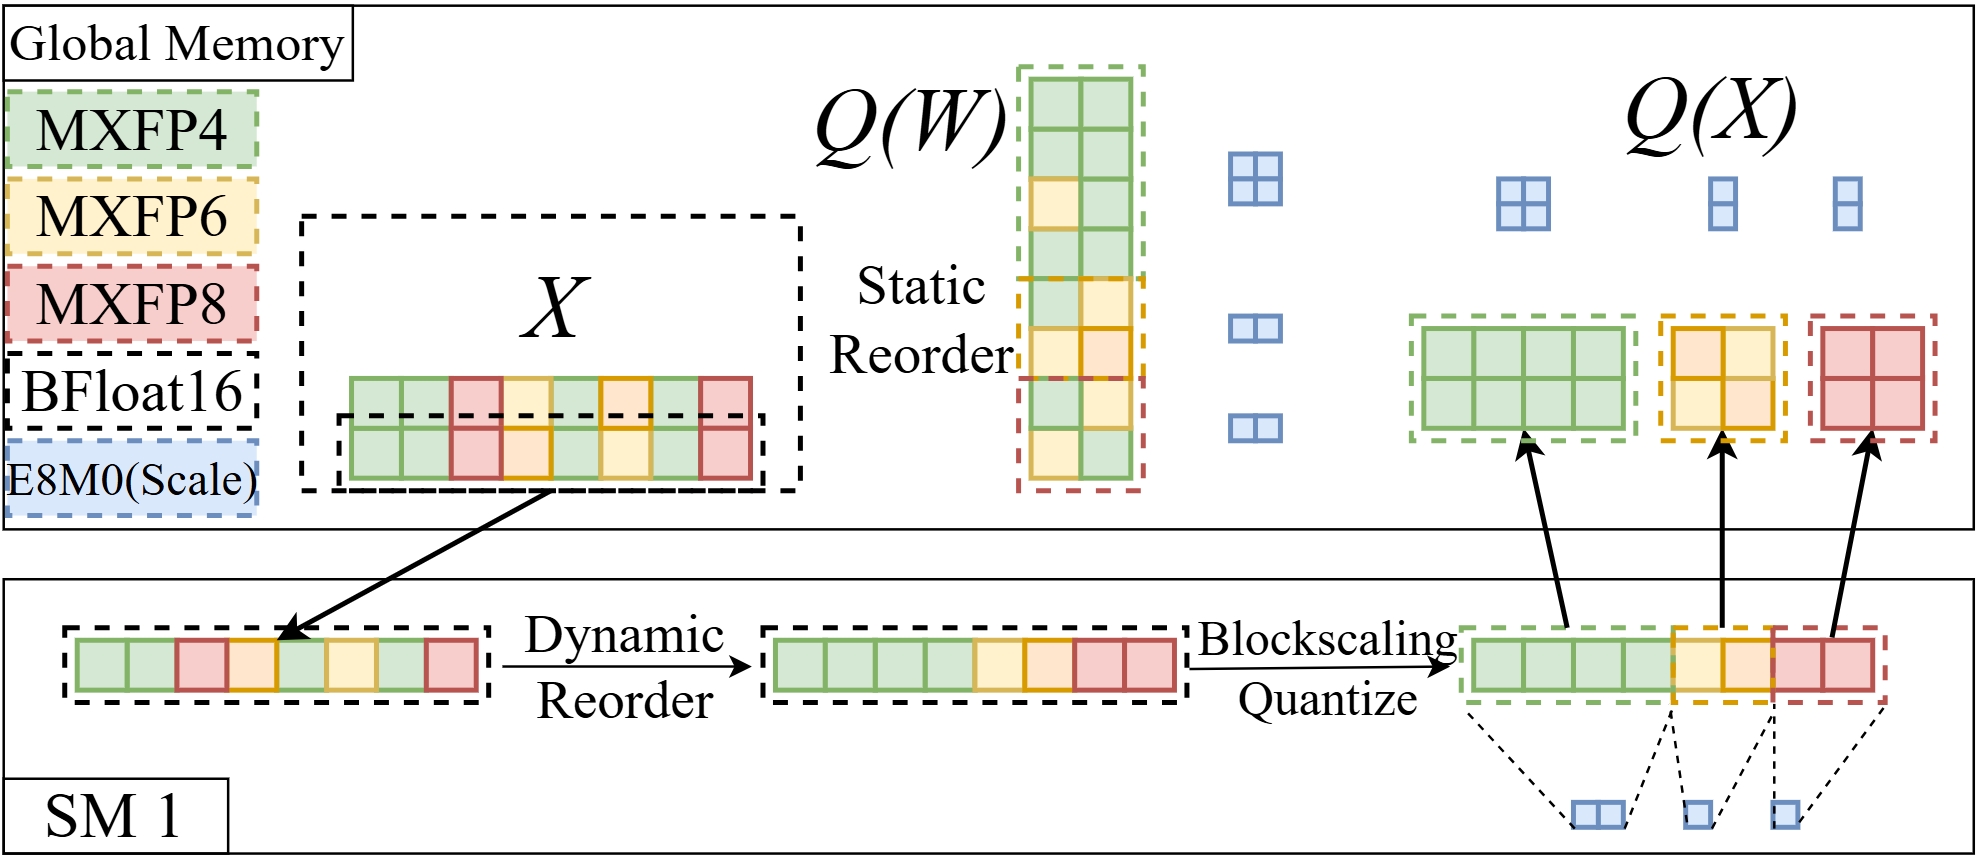 Global Memory
MXFP4
MXFP6
MXFP8
BFloat16
E8M0(Scale)
X
Q(W)
Static
Reorder
Q(X)
Dynamic
Reorder
Blockscaling
Quantize
SM 1